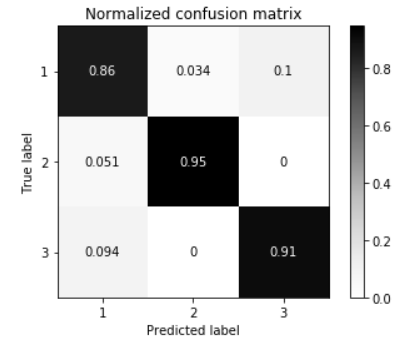 Normalized confusion matrix
True label
1 0.86 0.034 0.1
2 0.051 0.95 0
3 0.094 0 0.91
1 2 3
Predicted label
0.8
0.6
0.4
0.2
0.0